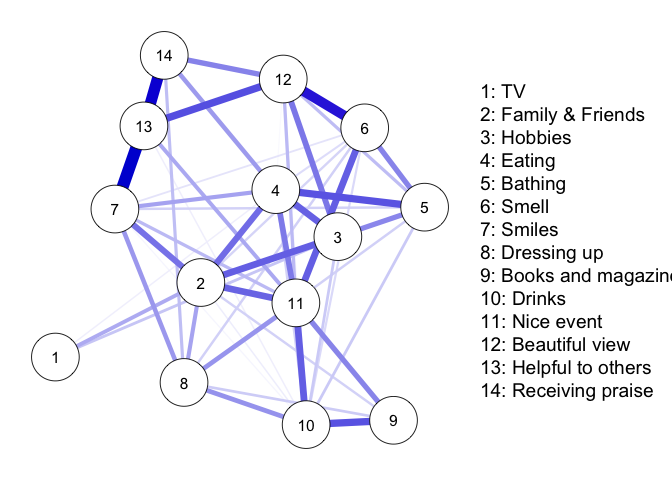 14
12
13
6
4
7
5
3
2
11
1
8
10
9
1: TV
2: Family & Friends
3: Hobbies
4: Eating
5: Bathing
6: Smell
7: Smiles
8: Dressing up
9: Books and magazine
10: Drinks
11: Nice event
12: Beautiful view
13: Helpful to others
14: Receiving praise